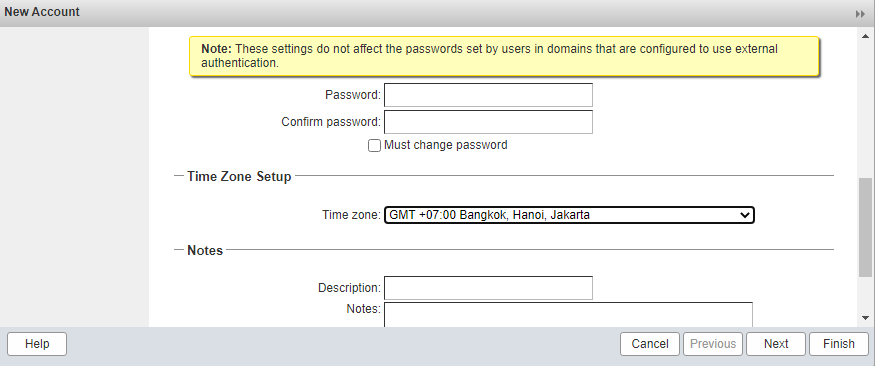 New Account
Note: These settings do not affect the passwords set by users in domains that are configured to use external
authentication.
Password:
Confirm password:
Must change password
Time Zone Setup
Time zone: GMT +07:00 Bangkok, Hanoi, Jakarta
Notes
Description:
Notes:
Help Cancel Previous Next Finish